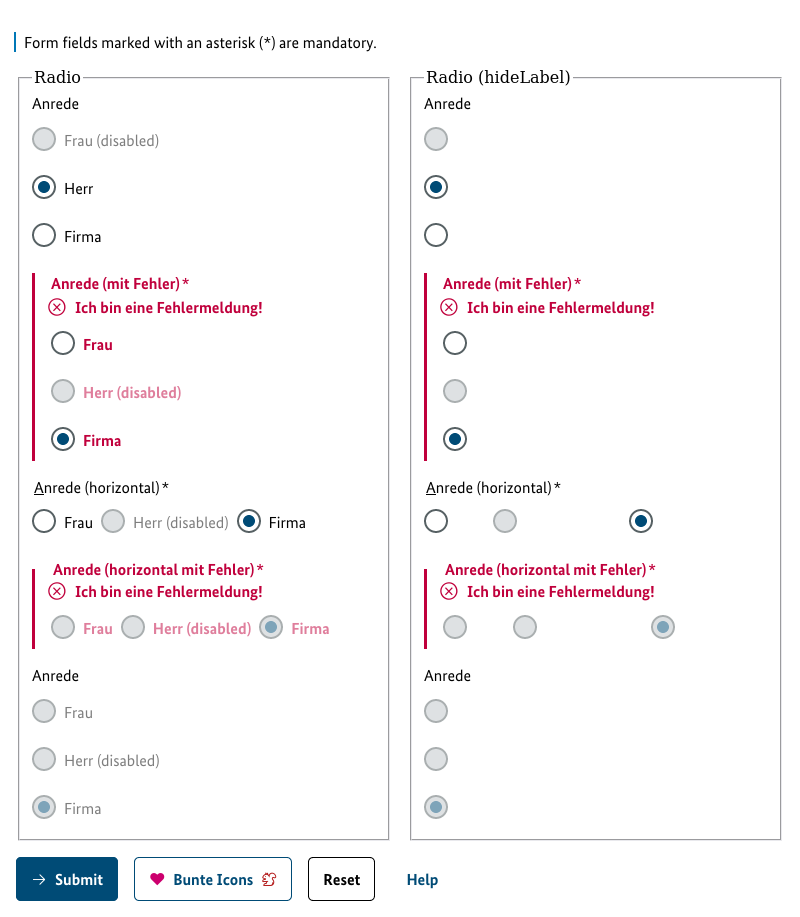 Form fields marked with an asterisk (*) are mandatory.
Radio
Anrede
Frau (disabled)
Herr
Firma
Anrede (mit Fehler)*
Ich bin eine Fehlermeldung!
Frau
Herr (disabled)
Firma
Anrede (horizontal)*
Frau Herr (disabled) Firma
Anrede (horizontal mit Fehler)*
Ich bin eine Fehlermeldung!
Frau Herr (disabled) Firma
Anrede
Frau
Herr (disabled)
Firma
Radio (hideLabel)
Anrede
Anrede (mit Fehler)*
Ich bin eine Fehlermeldung!
Anrede (horizontal)*
Anrede (horizontal mit Fehler)*
Ich bin eine Fehlermeldung!
Anrede
Submit Bunte Icons Reset Help